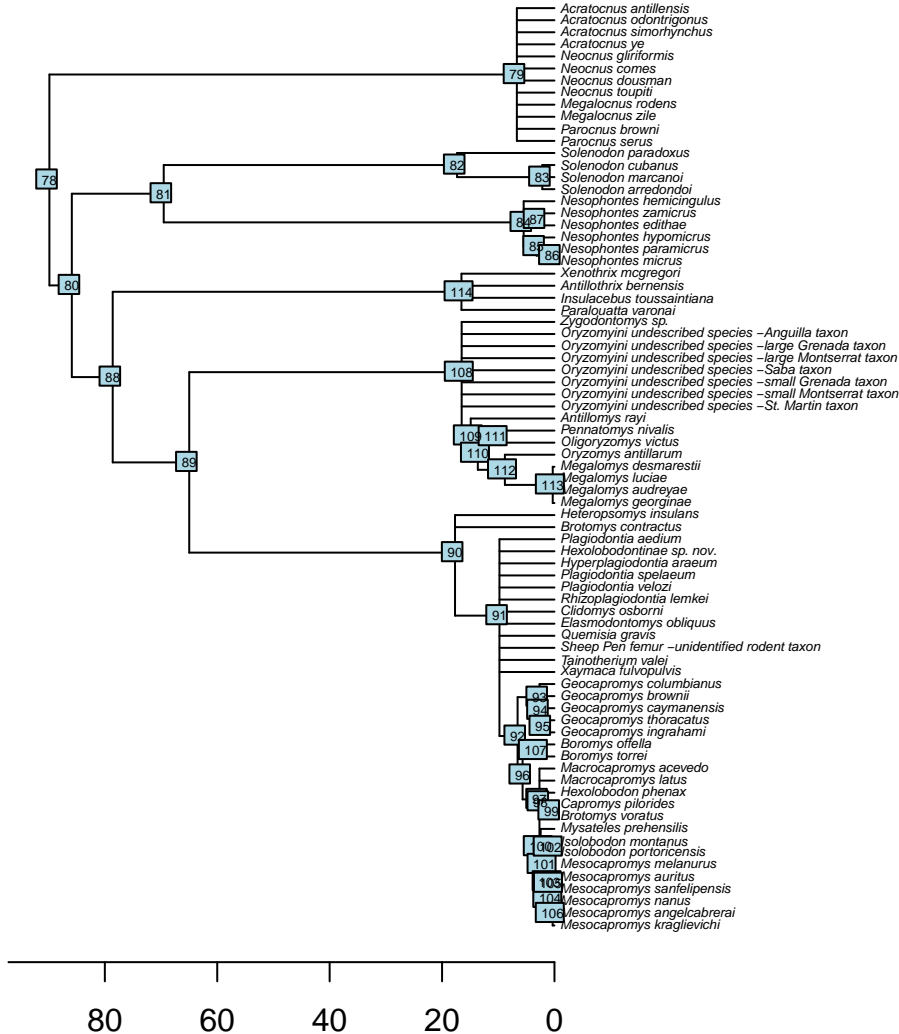 Acratocnus antillensis
Acratocnus odontrigonus
Acratocnus simorhynchus
Acratocnus ye
Neocnus gliriformis
Neocnus comes
79
Neocnus dousman
Neocnus toupiti
Megalocnus rodens
Megalocnus zile
Parocnus browni
Parocnus serus
Solenodon paradoxus
82
Solenodon cubanus
78
83
Solenodon marcanoi
Solenodon arredondoi
81
Nesophontes hemicingulus
87
Nesophontes zamicrus
84
Nesophontes edithae
Nesophontes hypomicrus
85
Nesophontes paramicrus
86
Nesophontes micrus
Xenothrix mcgregori
80
Antillothrix bernensis
114
Insulacebus toussaintiana
Paralouatta varonai
Zygodontomys sp.
Oryzomyini undescribed species −Anguilla taxon
Oryzomyini undescribed species −large Grenada taxon
Oryzomyini undescribed species −large Montserrat taxon
108
Oryzomyini undescribed species −Saba taxon
88
Oryzomyini undescribed species −small Grenada taxon
Oryzomyini undescribed species −small Montserrat taxon
Oryzomyini undescribed species −St. Martin taxon
Antillomys rayi
109
111
Pennatomys nivalis
Oligoryzomys victus
110
Oryzomys antillarum
89
112
Megalomys desmarestii
Megalomys luciae
113
Megalomys audreyae
Megalomys georginae
Heteropsomys insulans
Brotomys contractus
Plagiodontia aedium
90
Hexolobodontinae sp. nov.
Hyperplagiodontia araeum
Plagiodontia spelaeum
Plagiodontia velozi
Rhizoplagiodontia lemkei
91
Clidomys osborni
Elasmodontomys obliquus
Quemisia gravis
Sheep Pen femur −unidentified rodent taxon
Tainotherium valei
Xaymaca fulvopulvis
Geocapromys columbianus
93
Geocapromys brownii
94
Geocapromys caymanensis
95
Geocapromys thoracatus
92
Geocapromys ingrahami
107
Boromys offella
Boromys torrei
96
Macrocapromys acevedo
Macrocapromys latus
97
Hexolobodon phenax
98
Capromys pilorides
99
Brotomys voratus
Mysateles prehensilis
100
102
Isolobodon montanus
Isolobodon portoricensis
101
Mesocapromys melanurus
105
Mesocapromys auritus
Mesocapromys sanfelipensis
104
Mesocapromys nanus
106
Mesocapromys angelcabrerai
Mesocapromys kraglievichi
80 60 40 20 0